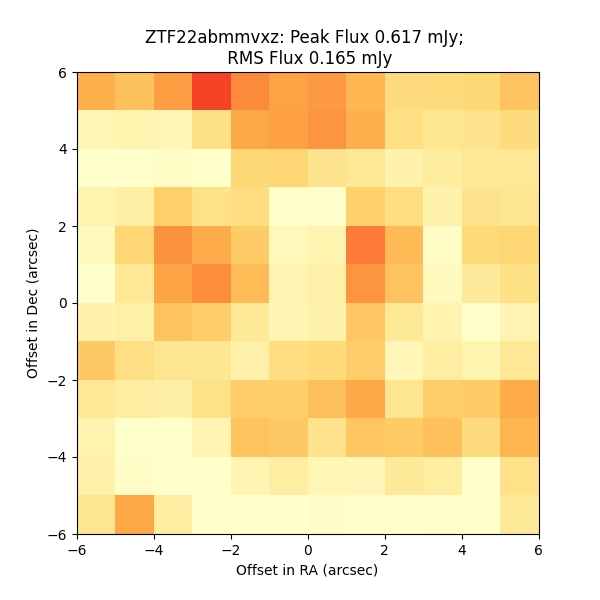 ZTF22abmmvxz: Peak Flux 0.617 mJy;
RMS Flux 0.165 mJy
6
4
2
0
−2
−4
−6
Offset in Dec (arcsec)
−6 −4 −2 0 2 4 6
Offset in RA (arcsec)